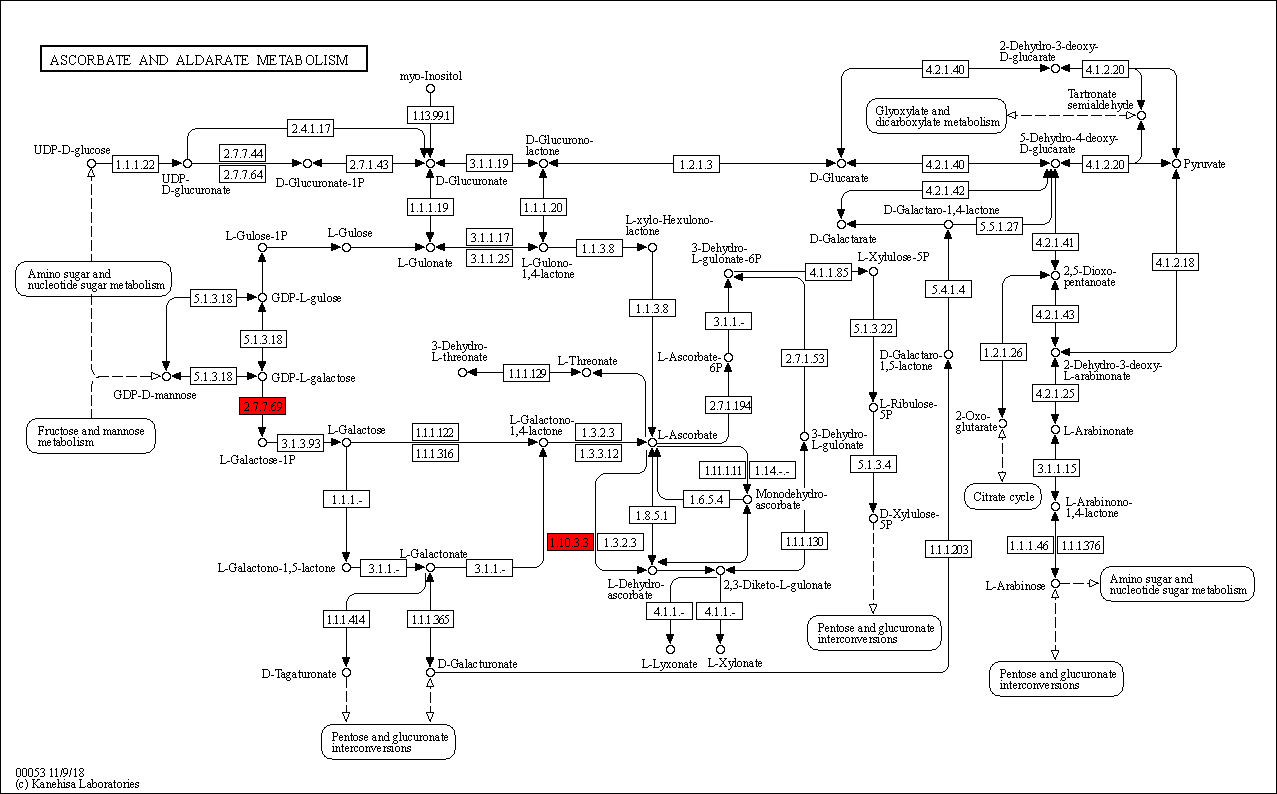 ASCORBATE AND ALDARATE METABOLISM
myo-Inositol
1.13.99.1
2.4.1.17
UDP-D-glucose
1.1.1.22
UDP-
D-glucuronate
2.7.7.44
2.7.7.64
D-Glucuronate-1P
2.7.1.43
D-Glucuronate
3.1.1.19
D-Glucurono-
lactone
1.2.1.3
D-Glucarate
4.2.1.40
2-Dehydro-3-deoxy-
D-glucarate
4.1.2.20
Tartronate
semialdehyde
Glyoxylate and
dicarboxylate metabolism
5-Dehydro-4-deoxy-
D-glucarate
4.2.1.40
4.1.2.20
Pyruvate
4.2.1.42
D-Galactarate
D-Galactaro-1,4-lactone
5.5.1.27
1.1.1.19
1.1.1.20
L-Gulose-1P
L-Gulose
L-Gulonate
3.1.1.17
3.1.1.25
L-Gulono-
1,4-lactone
1.1.3.8
L-xylo-Hexulono-
lactone
1.1.3.8
3-Dehydro-
L-gulonate-6P
4.1.1.85
L-Xylulose-5P
5.4.1.4
4.2.1.41
4.1.2.18
2,5-Dioxo-
pentanoate
Amino sugar and
nucleotide sugar metabolism
5.1.3.18
GDP-L-gulose
5.1.3.18
3.1.1.-
5.1.3.22
4.2.1.43
3-Dehydro-
L-threonate
1.1.1.129
L-Threonate
L-Ascorbate-
6P
2.7.1.53
D-Galactaro-
1,5-lactone
1.2.1.26
2-Dehydro-3-deoxy-
L-arabinonate
GDP-D-mannose
5.1.3.18
GDP-L-galactose
2.7.7.69
2.7.1.194
L-Ribulose-
5P
4.2.1.25
2-Oxo-
glutarate
L-Arabinonate
Fructose and mannose
metabolism
L-Galactose-1P
3.1.3.93
L-Galactose
1.1.1.122
1.1.1.316
L-Galactono-
1,4-lactone
1.3.2.3
1.3.3.12
L-Ascorbate
3-Dehydro-
L-gulonate
5.1.3.4
3.1.1.15
Citrate cycle
1.11.1.11
1.14.-.-
1.1.1.-
1.6.5.4
Monodehydro-
ascorbate
1.8.5.1
D-Xylulose-
5P
L-Arabinono-
1,4-lactone
1.10.3.3
1.3.2.3
1.1.1.130
1.1.1.203
1.1.1.46
1.1.1.376
L-Galactono-1,5-lactone
3.1.1.-
L-Galactonate
3.1.1.-
L-Dehydro-
ascorbate
2,3-Diketo-L-gulonate
L-Arabinose
Amino sugar and
nucleotide sugar metabolism
1.1.1.414
1.1.1.365
4.1.1.-
4.1.1.-
Pentose and glucuronate
interconversions
L-Lyxonate
L-Xylonate
D-Tagaturonate
D-Galacturonate
Pentose and glucuronate
interconversions
Pentose and glucuronate
interconversions
00053 11/9/18
(c) Kanehisa Laboratories